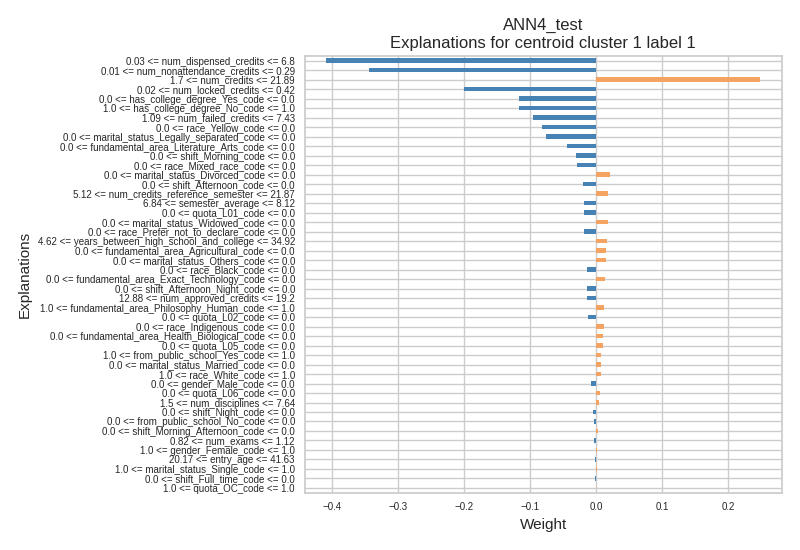 ANN4_test
Explanations for centroid cluster 1 label 1
0.03 <= num_dispensed_credits <= 6.8
0.01 <= num_nonattendance_credits <= 0.29
1.7 <= num_credits <= 21.89
0.02 <= num_locked_credits <= 0.42
0.0 <= has_college_degree_Yes_code <= 0.0
1.0 <= has_college_degree_No_code <= 1.0
1.09 <= num_failed_credits <= 7.43
0.0 <= race_Yellow_code <= 0.0
0.0 <= marital_status_Legally_separated_code <= 0.0
0.0 <= fundamental_area_Literature_Arts_code <= 0.0
0.0 <= shift_Morning_code <= 0.0
0.0 <= race_Mixed_race_code <= 0.0
0.0 <= marital_status_Divorced_code <= 0.0
0.0 <= shift_Afternoon_code <= 0.0
5.12 <= num_credits_reference_semester <= 21.87
6.84 <= semester_average <= 8.12
0.0 <= quota_L01_code <= 0.0
0.0 <= marital_status_Widowed_code <= 0.0
0.0 <= race_Prefer_not_to_declare_code <= 0.0
4.62 <= years_between_high_school_and_college <= 34.92
0.0 <= fundamental_area_Agricultural_code <= 0.0
0.0 <= marital_status_Others_code <= 0.0
0.0 <= race_Black_code <= 0.0
0.0 <= fundamental_area_Exact_Technology_code <= 0.0
0.0 <= shift_Afternoon_Night_code <= 0.0
12.88 <= num_approved_credits <= 19.2
1.0 <= fundamental_area_Philosophy_Human_code <= 1.0
0.0 <= quota_L02_code <= 0.0
0.0 <= race_Indigenous_code <= 0.0
0.0 <= fundamental_area_Health_Biological_code <= 0.0
0.0 <= quota_L05_code <= 0.0
1.0 <= from_public_school_Yes_code <= 1.0
0.0 <= marital_status_Married_code <= 0.0
1.0 <= race_White_code <= 1.0
0.0 <= gender_Male_code <= 0.0
0.0 <= quota_L06_code <= 0.0
1.5 <= num_disciplines <= 7.64
0.0 <= shift_Night_code <= 0.0
0.0 <= from_public_school_No_code <= 0.0
0.0 <= shift_Morning_Afternoon_code <= 0.0
0.82 <= num_exams <= 1.12
1.0 <= gender_Female_code <= 1.0
20.17 <= entry_age <= 41.63
1.0 <= marital_status_Single_code <= 1.0
0.0 <= shift_Full_time_code <= 0.0
1.0 <= quota_OC_code <= 1.0
Explanations
−0.4 −0.3 −0.2 −0.1 0.0 0.1 0.2
Weight